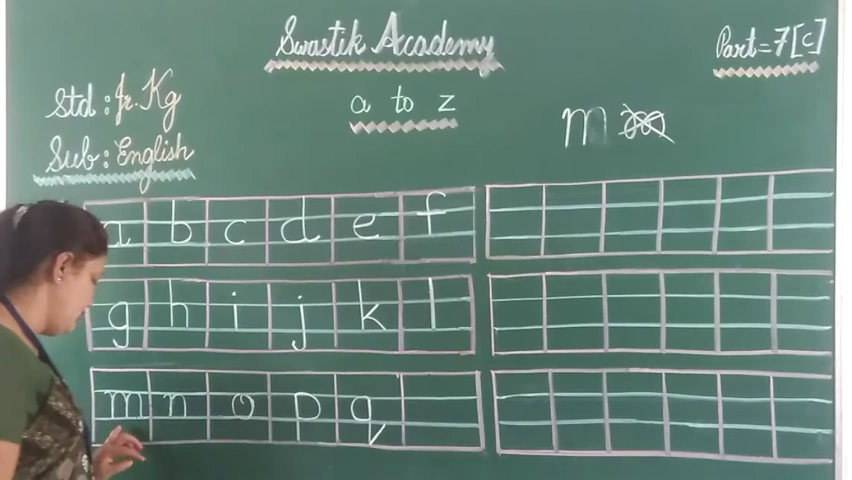 Swastik Academy
Part=7[c]
Std: Jr. Kg
a to z
m
Sub: English
a b c d e f
g h i j k l
m n o p q